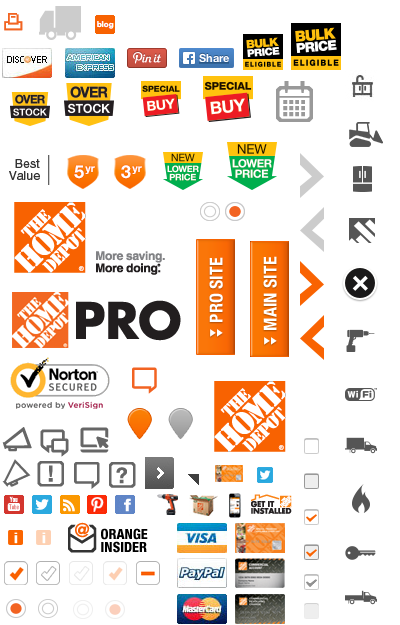 blog
DISCOVER
AMERICAN
EXPRESS
Pin it
Share
BULK
PRICE
ELIGIBLE
BULK
PRICE
ELIGIBLE
OVER
STOCK
OVER
STOCK
SPECIAL
BUY
SPECIAL
BUY
Best
Value
5yr
3yr
NEW
LOWER
PRICE
NEW
LOWER
PRICE
THE
HOME
DEPOT
More saving.
More doing.
PRO SITE
MAIN SITE
THE
HOME
DEPOT
PRO
Norton
SECURED
powered by VeriSign
THE
HOME
DEPOT
WiFi
You
Tube
GET IT
INSTALLED
ORANGE
INSIDER
VISA
PayPal
MasterCard